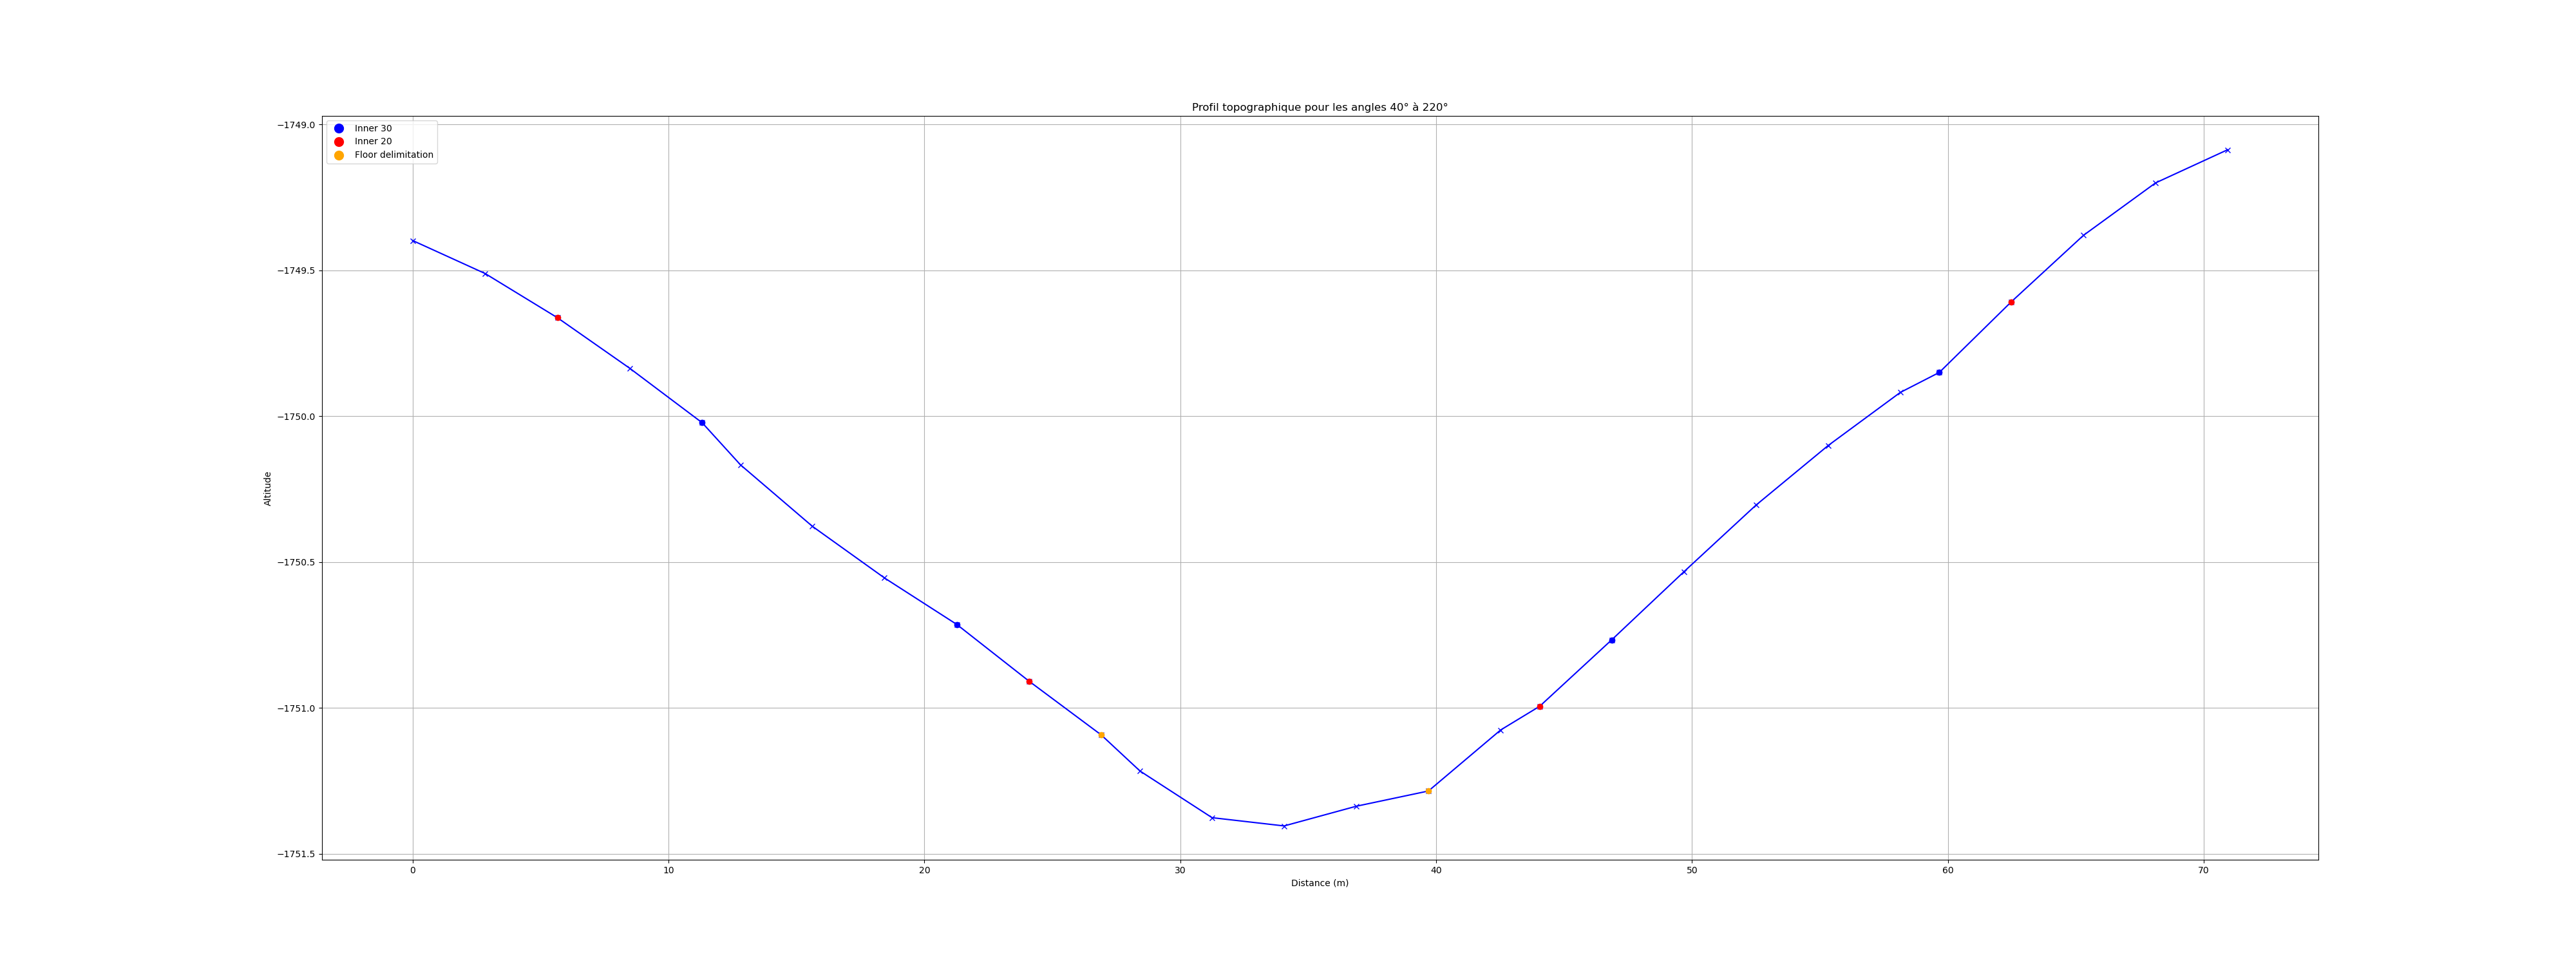 Profil topographique pour les angles 40° à 220°
Inner 30
Inner 20
Floor delimitation
Altitude
−1749.0
−1749.5
−1750.0
−1750.5
−1751.0
−1751.5
0 10 20 30 40 50 60 70
Distance (m)